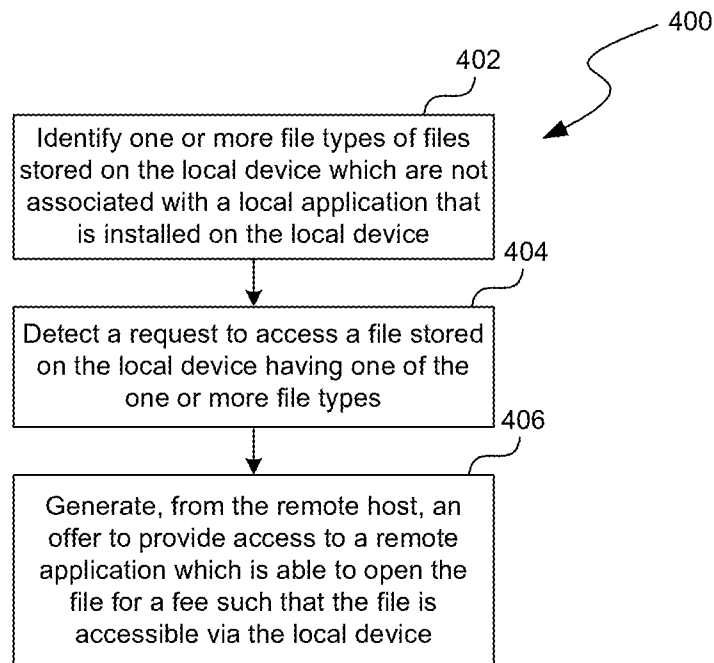 400
402
Identify one or more file types of files
stored on the local device which are not
associated with a local application that
is installed on the local device
404
Detect a request to access a file stored
on the local device having one of the
one or more file types
406
Generate, from the remote host, an
offer to provide access to a remote
application which is able to open the
file for a fee such that the file is
accessible via the local device